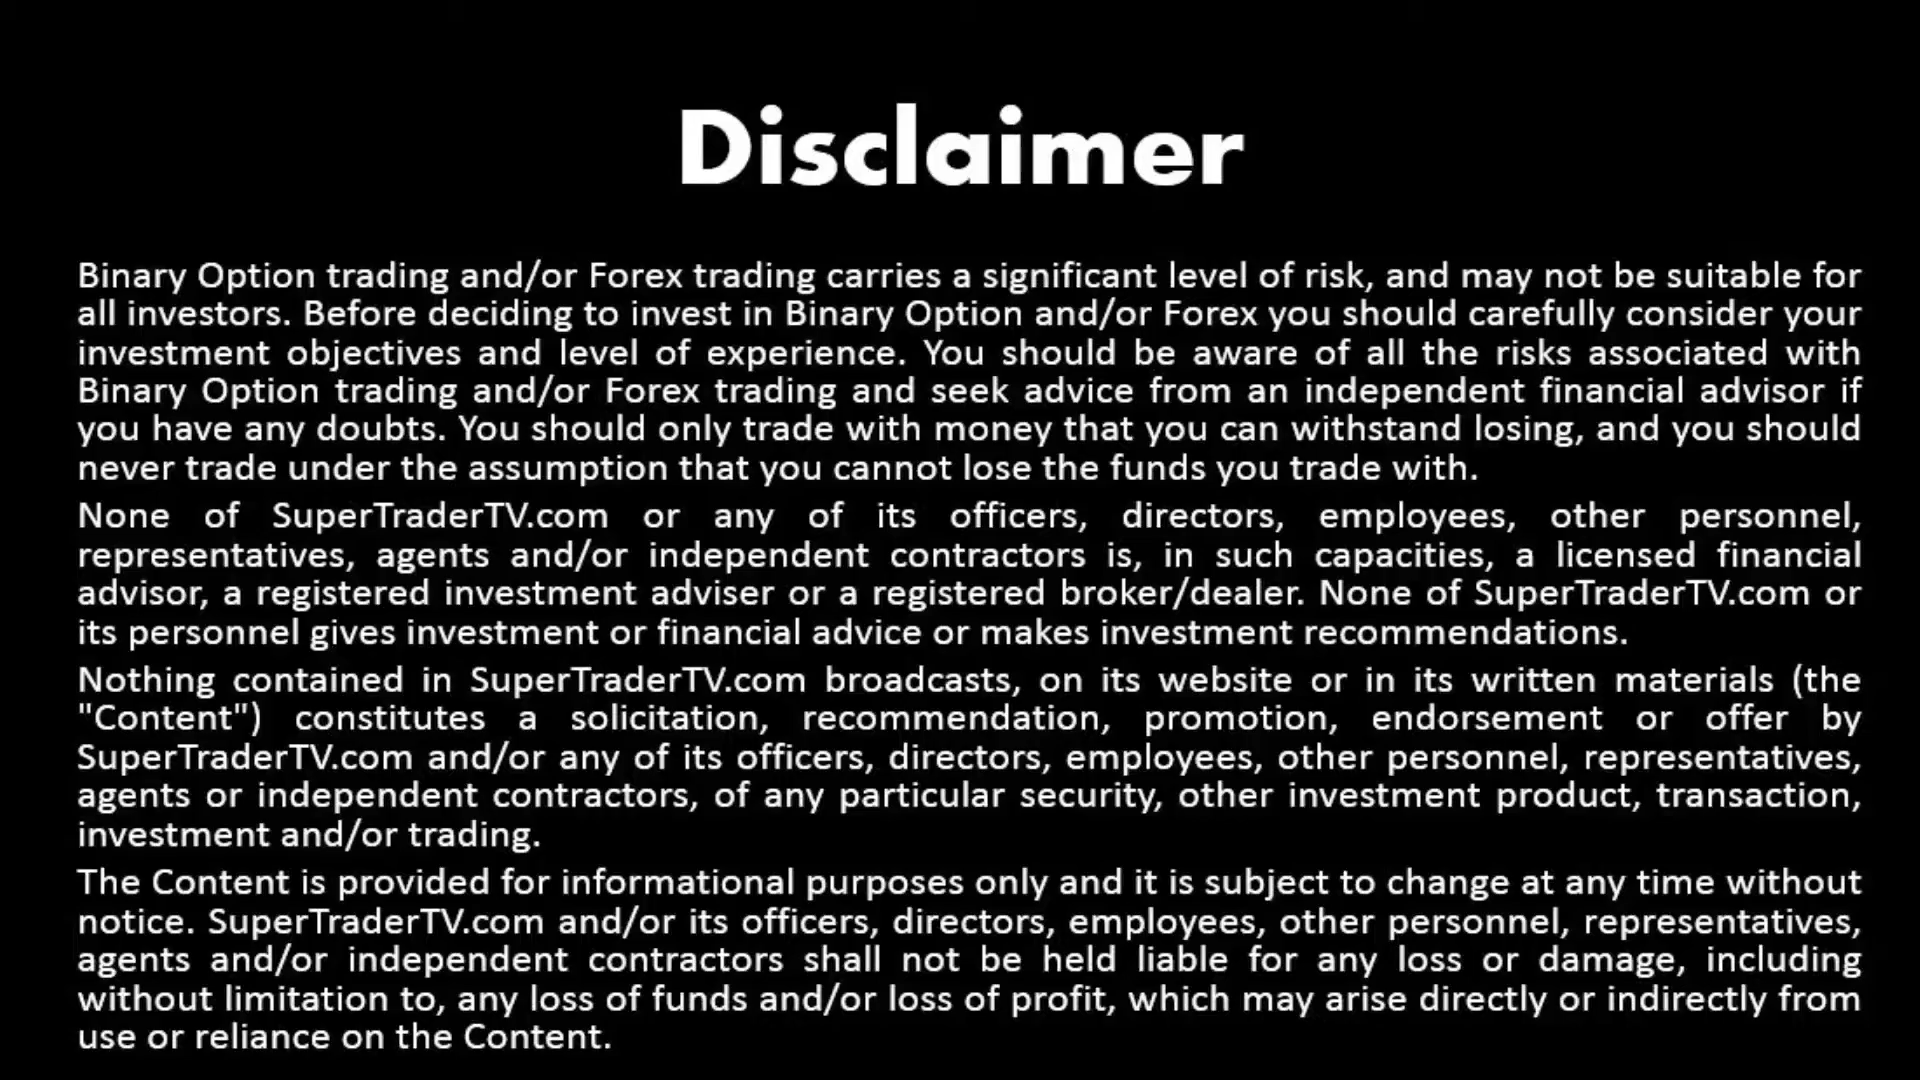 Disclaimer
Binary Option trading and/or Forex trading carries a significant level of risk, and may not be suitable for
all investors. Before deciding to invest in Binary Option and/or Forex you should carefully consider your
investment objectives and level of experience. You should be aware of all the risks associated with
Binary Option trading and/or Forex trading and seek advice from an independent financial advisor if
you have any doubts. You should only trade with money that you can withstand losing, and you should
never trade under the assumption that you cannot lose the funds you trade with.
None of SuperTraderTV.com or any of its officers, directors, employees, other personnel,
representatives, agents and/or independent contractors is, in such capacities, a licensed financial
advisor, a registered investment adviser or a registered broker/dealer. None of SuperTraderTV.com or
its personnel gives investment or financial advice or makes investment recommendations.
Nothing contained in SuperTraderTV.com broadcasts, on its website or in its written materials (the
"Content") constitutes a solicitation, recommendation, promotion, endorsement or offer by
SuperTraderTV.com and/or any of its officers, directors, employees, other personnel, representatives,
agents or independent contractors, of any particular security, other investment product, transaction,
investment and/or trading.
The Content is provided for informational purposes only and it is subject to change at any time without
notice. SuperTraderTV.com and/or its officers, directors, employees, other personnel, representatives,
agents and/or independent contractors shall not be held liable for any loss or damage, including
without limitation to, any loss of funds and/or loss of profit, which may arise directly or indirectly from
use or reliance on the Content.